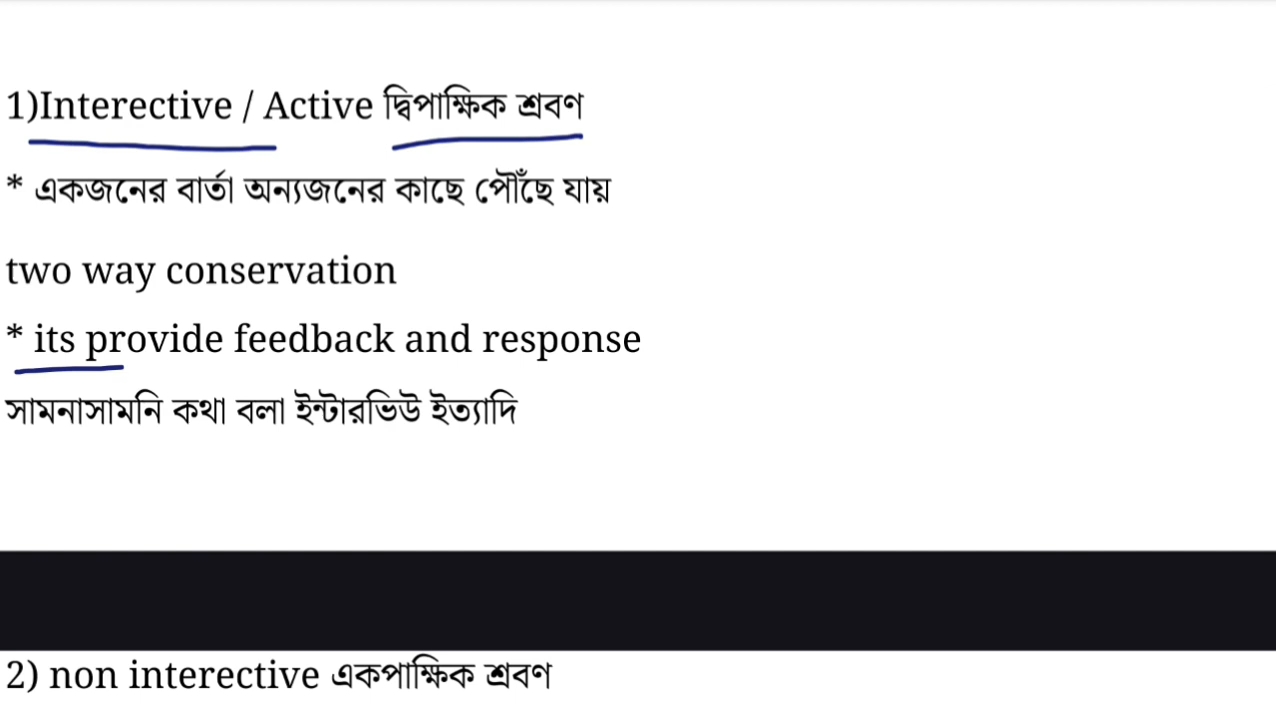 1)Interective / Active দ্বিপাক্ষিক শ্রবণ
* একজনের বার্তা অন্যজনের কাছে পৌঁছে যায়
two way conservation
* its provide feedback and response
সামনাসামনি কথা বলা ইন্টারভিউ ইত্যাদি
2) non interective একপাক্ষিক শ্রবণ